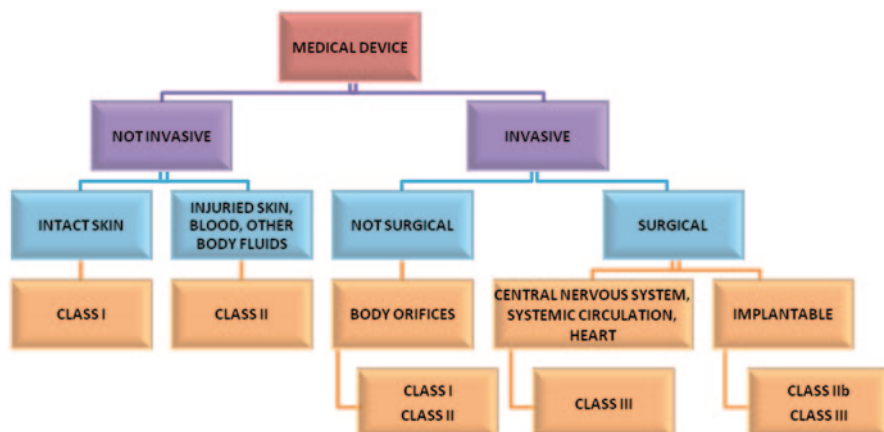 MEDICAL DEVICE
NOT INVASIVE
INVASIVE
INTACT SKIN
INJURIED SKIN,
BLOOD, OTHER
BODY FLUIDS
NOT SURGICAL
SURGICAL
CLASS I
CLASS II
BODY ORIFICES
CENTRAL NERVOUS SYSTEM,
SYSTEMIC CIRCULATION,
HEART
IMPLANTABLE
CLASS I
CLASS II
CLASS III
CLASS IIb
CLASS III